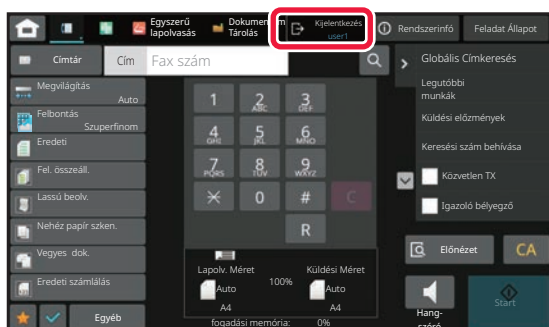 Egyszerű
lapolvasás
Tárolás
Kijelentkezés
user1
Rendszerinfó
Feladat Állapot
Címtár
Cím
Fax szám
Globális Címkeresés
Megvilágítás
Auto
Felbontás
Szuperfinom
Eredeti
Fel. összeáll.
Lassú beolv.
Nehéz papír szken.
Vegyes dok.
Eredeti számlálás
Egyéb
1
2
ABC
3
DEF
4
GHI
5
JKL
6
MNO
7
PQRS
8
TUV
9
WXYZ
0
#
C
R
Lapolv. Méret
Küldési Méret
100%
Auto
Auto
A4
A4
fogadási memória: 0%
Legutóbbi
munkák
Küldési előzmények
Keresési szám behívása
Közvetlen TX
Igazoló bélyegző
Előnézet
CA
Hang-
szóró
Start